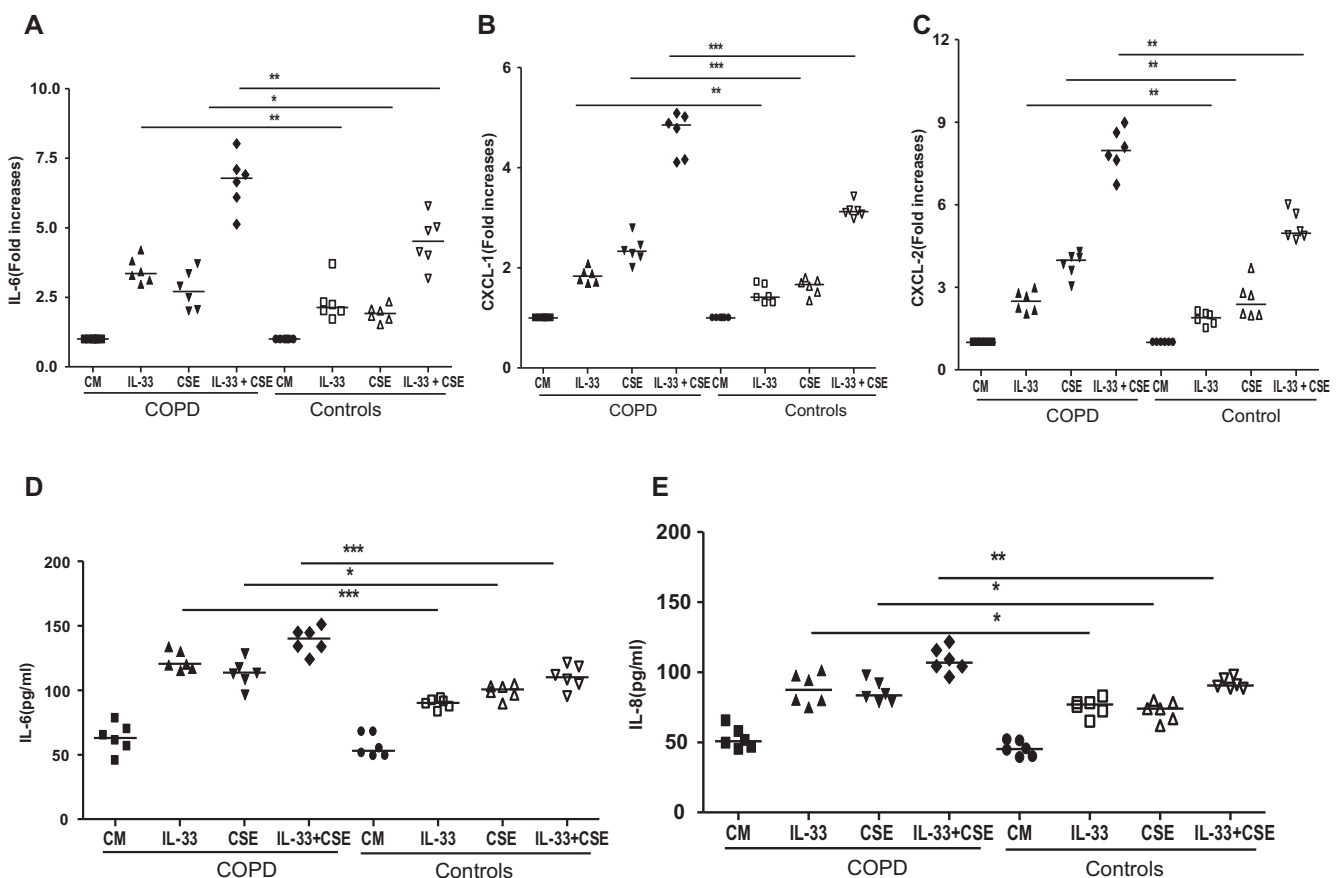 A
IL-6(Fold increases)
10.0
7.5
5.0
2.5
0.0
**
*
**
CM IL-33 CSE IL-33 + CSE CM IL-33 CSE IL-33 + CSE
COPD Controls
B
CXCL-1(Fold increases)
6
4
2
0
***
***
**
CM IL-33 CSE IL-33 + CSE CM IL-33 CSE IL-33 + CSE
COPD Controls
C
CXCL-2(Fold increases)
12
9
6
3
0
**
**
**
CM IL-33 CSE IL-33 + CSE CM IL-33 CSE IL-33 + CSE
COPD Control
D
IL-6(pg/ml)
200
150
100
50
0
***
*
***
CM IL-33 CSE IL-33+CSE CM IL-33 CSE IL-33+CSE
COPD Controls
E
IL-8(pg/ml)
200
150
100
50
0
**
*
*
CM IL-33 CSE IL-33+CSE CM IL-33 CSE IL-33+CSE
COPD Controls